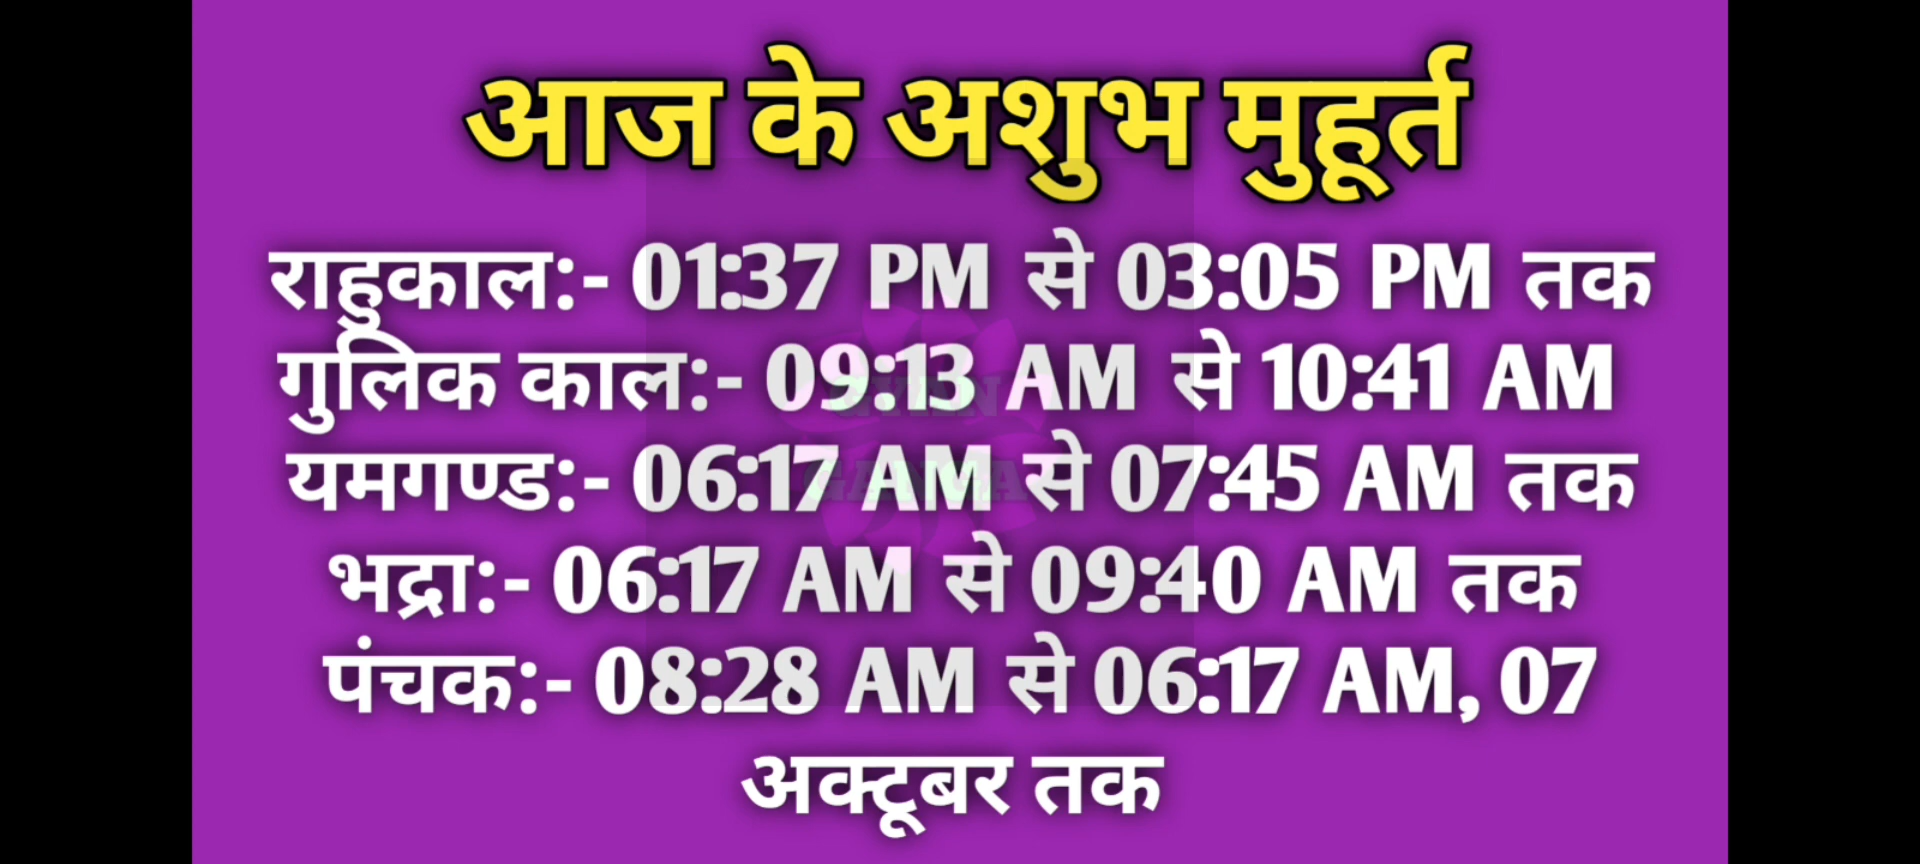 आज के अशुभ मुहूर्त
राहुकाल:- 01:37 PM से 03:05 PM तक
गुलिक काल:- 09:13 AM से 10:41 AM
यमगण्ड:- 06:17 AM से 07:45 AM तक
भद्रा:- 06:17 AM से 09:40 AM तक
पंचक:- 08:28 AM से 06:17 AM, 07
अक्टूबर तक
GYAN
GANGA